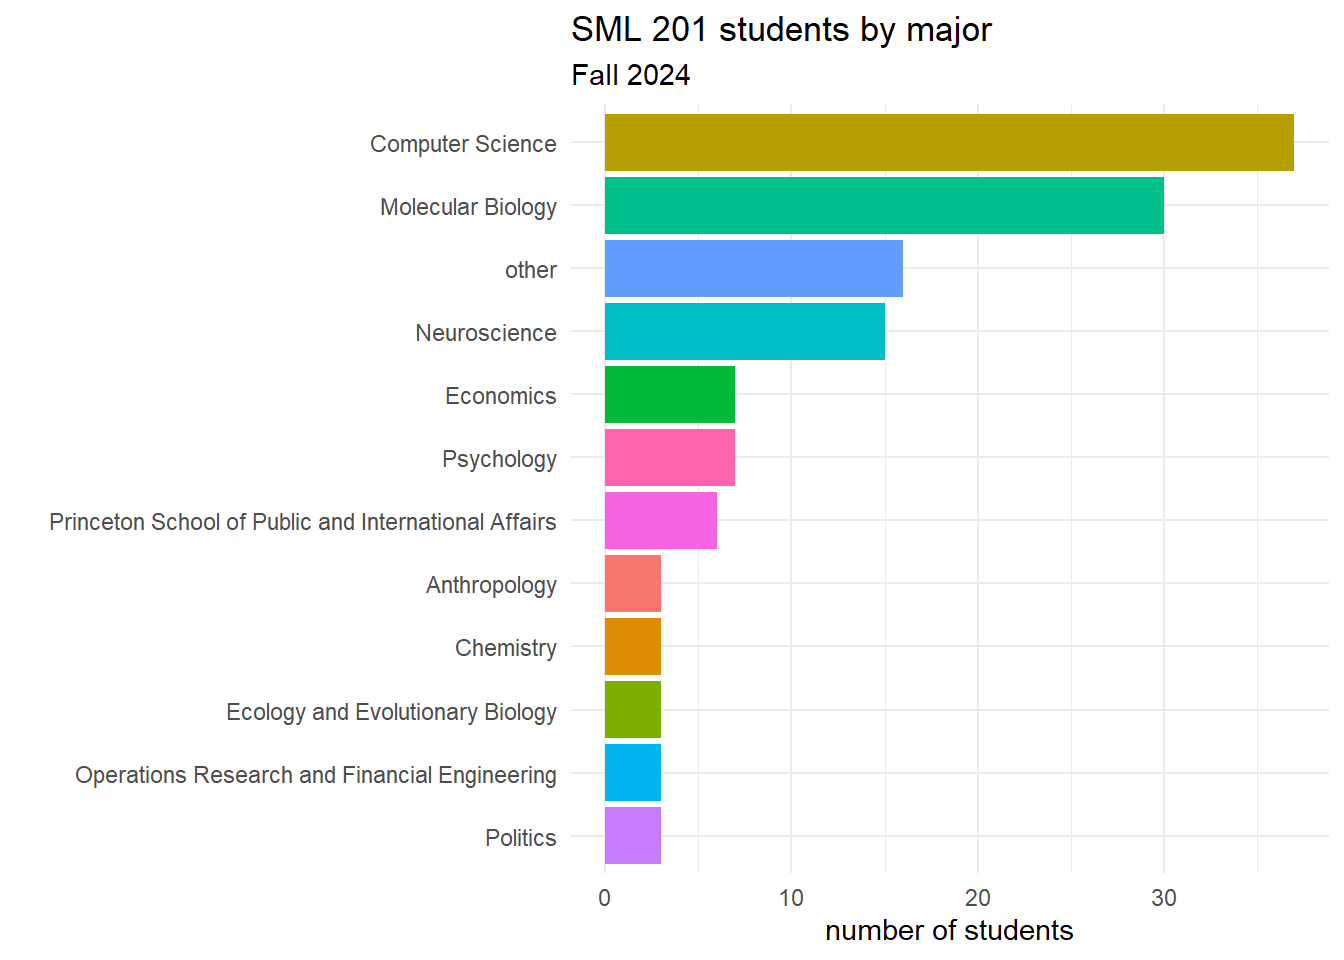 SML 201 students by major
Fall 2024
Computer Science
Molecular Biology
other
Neuroscience
Economics
Psychology
Princeton School of Public and International Affairs
Anthropology
Chemistry
Ecology and Evolutionary Biology
Operations Research and Financial Engineering
Politics
0 10 20 30
number of students